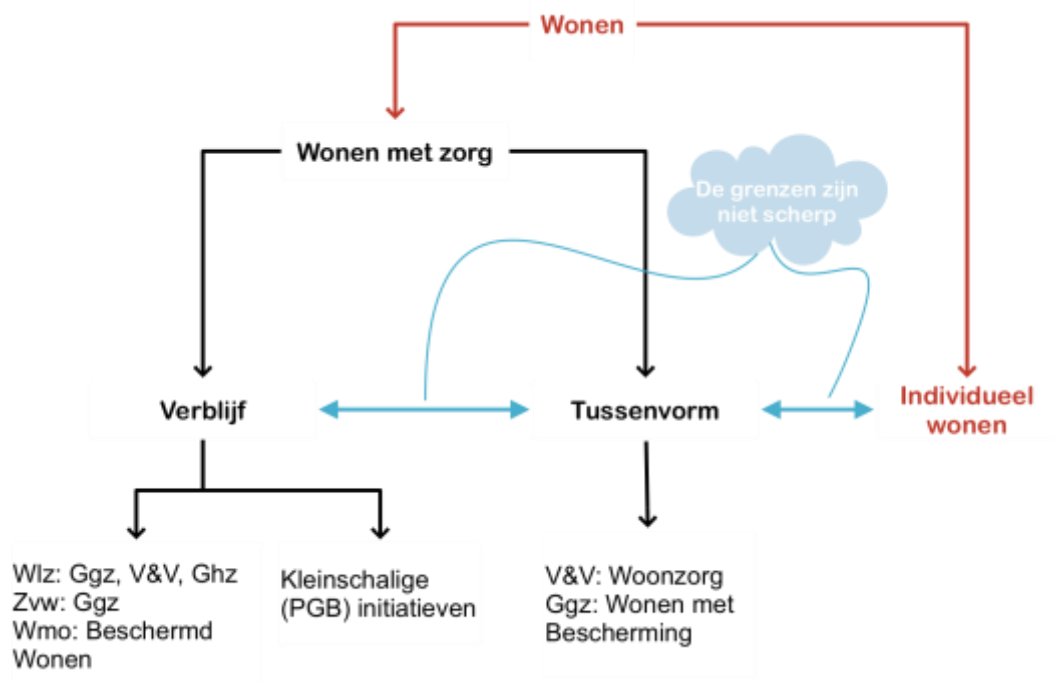 Wonen
Wonen met zorg
De grenzen zijn
niet scherp
Verblijf
Tussenvorm
Individueel
wonen
Wlz: Ggz, V&V, Ghz
Zvw: Ggz
Wmo: Beschermd
Wonen
Kleinschalige
(PGB) initiatieven
V&V: Woonzorg
Ggz: Wonen met
Bescherming